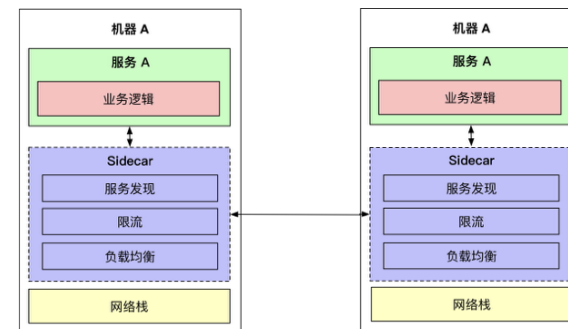 机器 A
服务 A
业务逻辑
Sidecar
服务发现
限流
负载均衡
网络栈
机器 A
服务 A
业务逻辑
Sidecar
服务发现
限流
负载均衡
网络栈